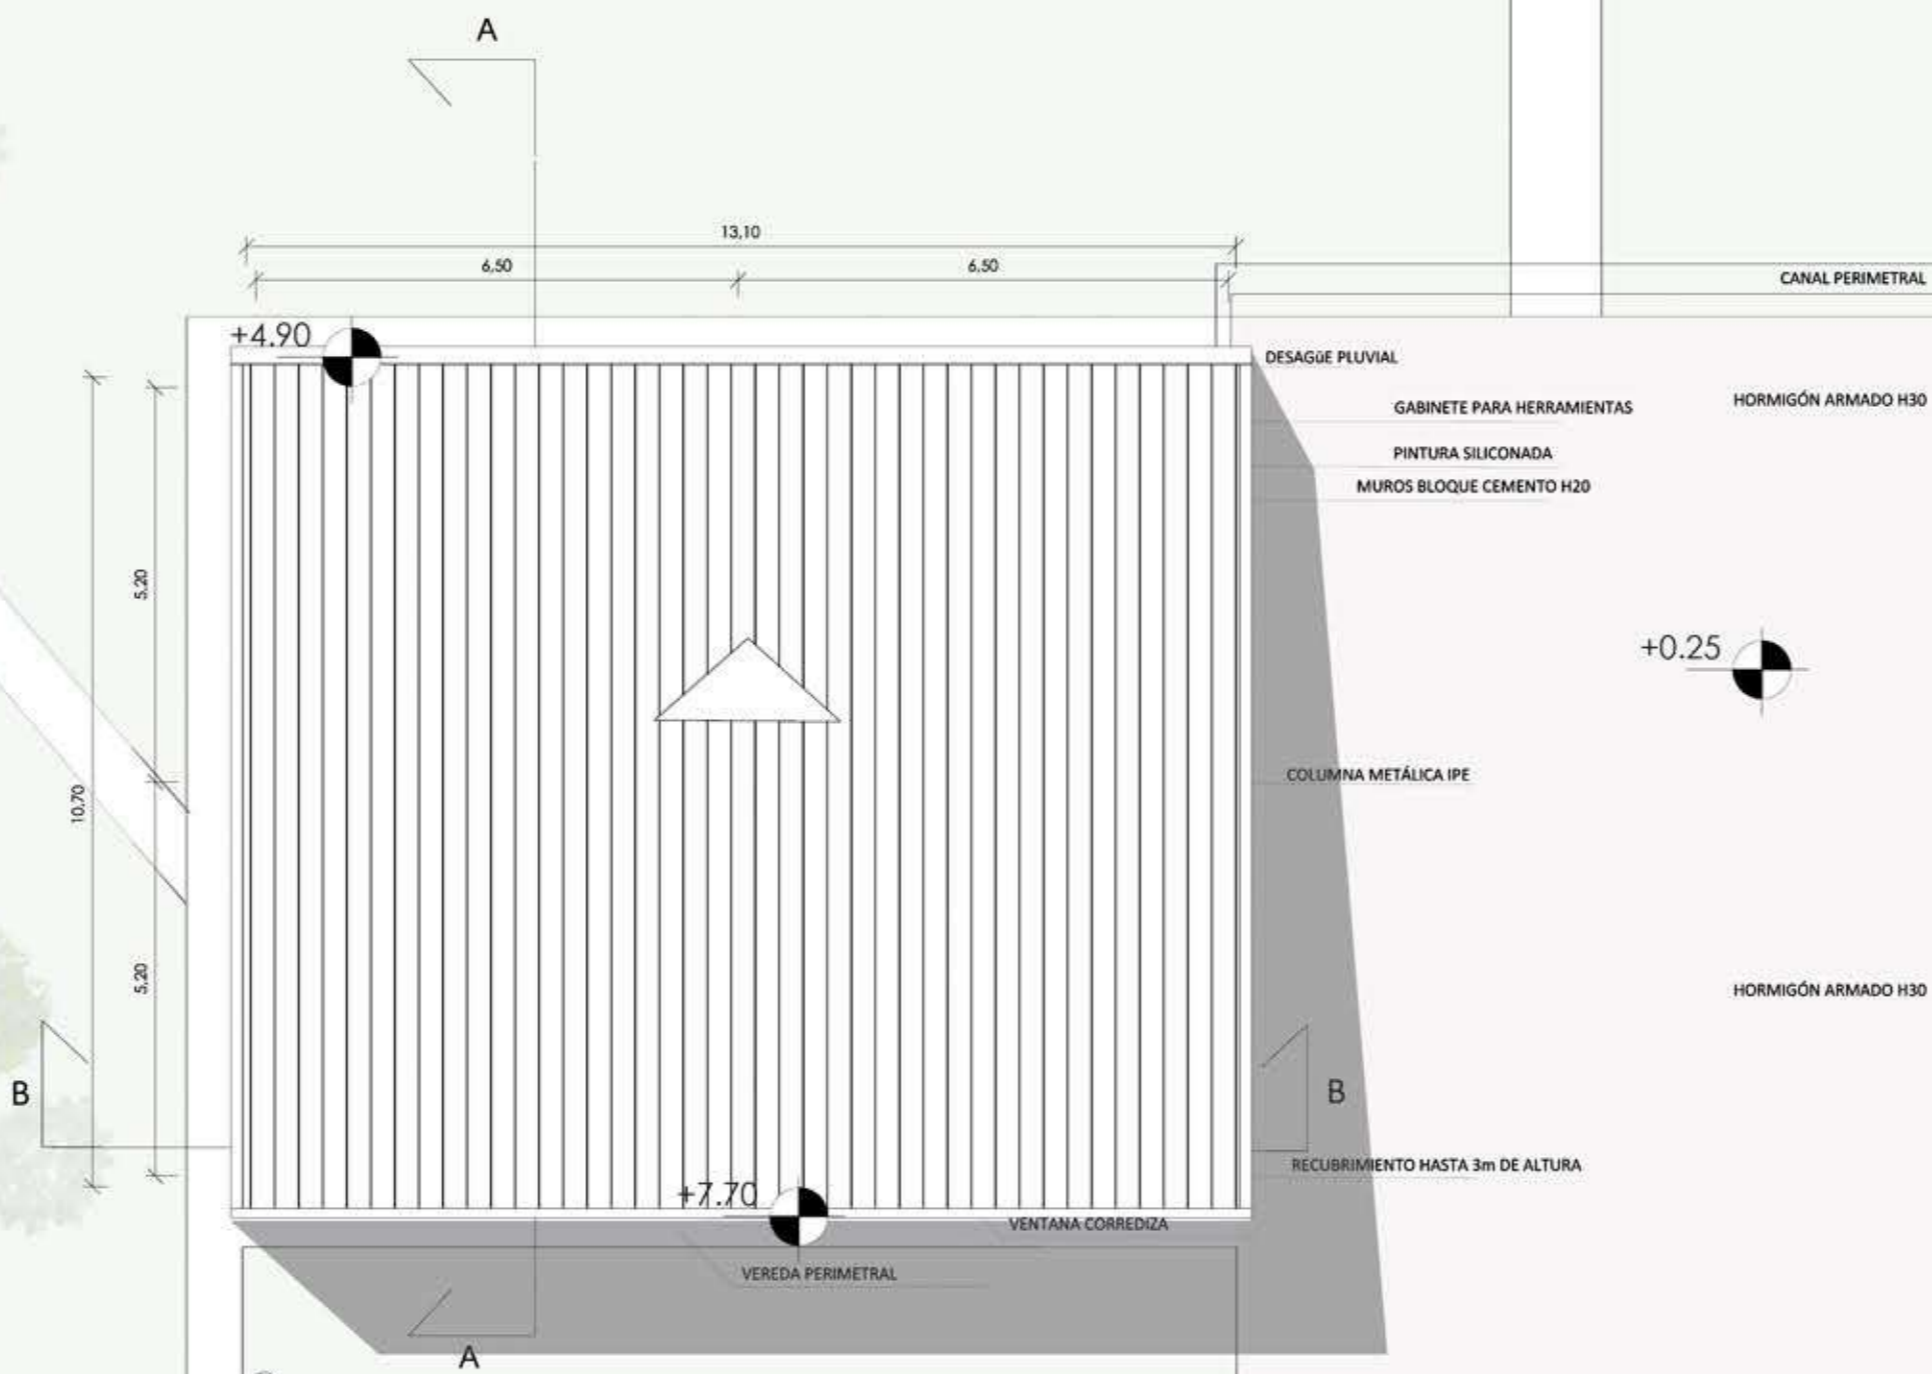 A
13,10
6,50
6,50
CANAL PERIMETRAL
+4.90
DESAGüE PLUVIAL
HORMIGÓN ARMADO H30
GABINETE PARA HERRAMIENTAS
PINTURA SILICONADA
MUROS BLOQUE CEMENTO H20
5,20
+0.25
COLUMNA METÁLICA IPE
10,70
5,20
HORMIGÓN ARMADO H30
B
B
RECUBRIMIENTO HASTA 3m DE ALTURA
+7.70
VENTANA CORREDIZA
VEREDA PERIMETRAL
A